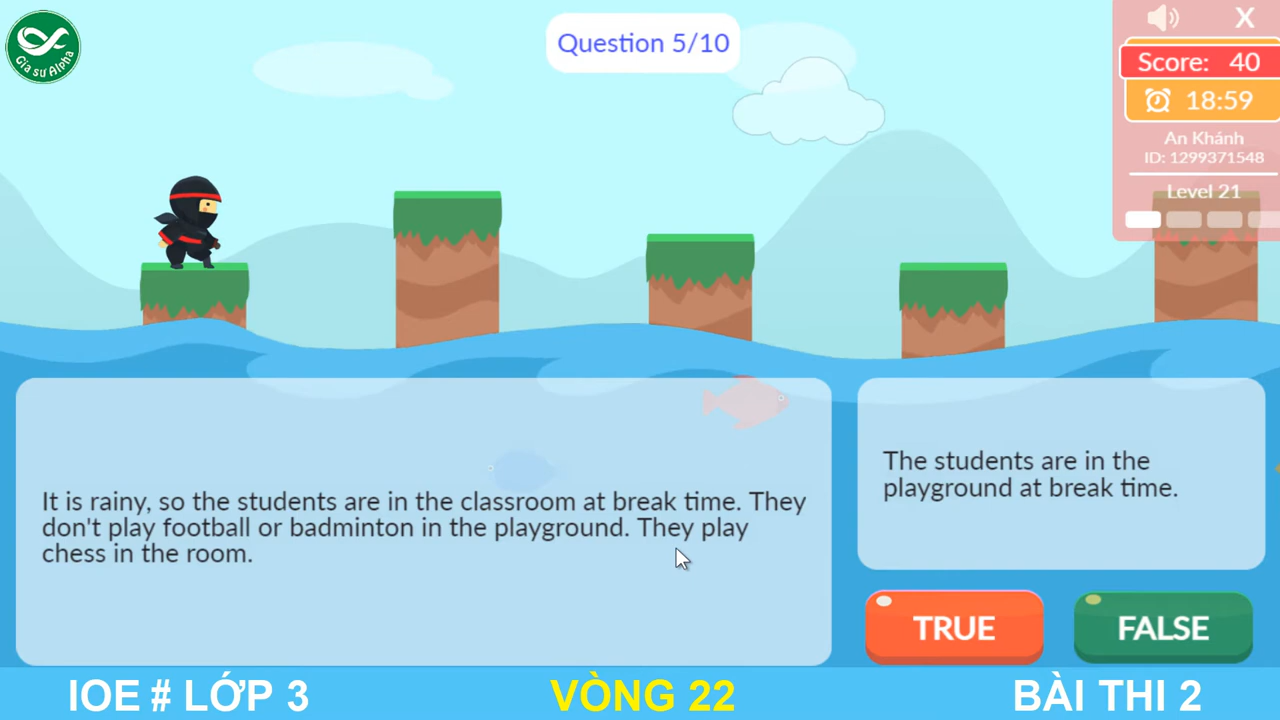 Gia sư Alpha
Question 5/10
X
Score: 40
18:59
An Khánh
ID: 1299371548
Level 21
It is rainy, so the students are in the classroom at break time. They
don't play football or badminton in the playground. They play
chess in the room.
The students are in the
playground at break time.
TRUE
FALSE
IOE # LỚP 3
VÒNG 22
BÀI THI 2